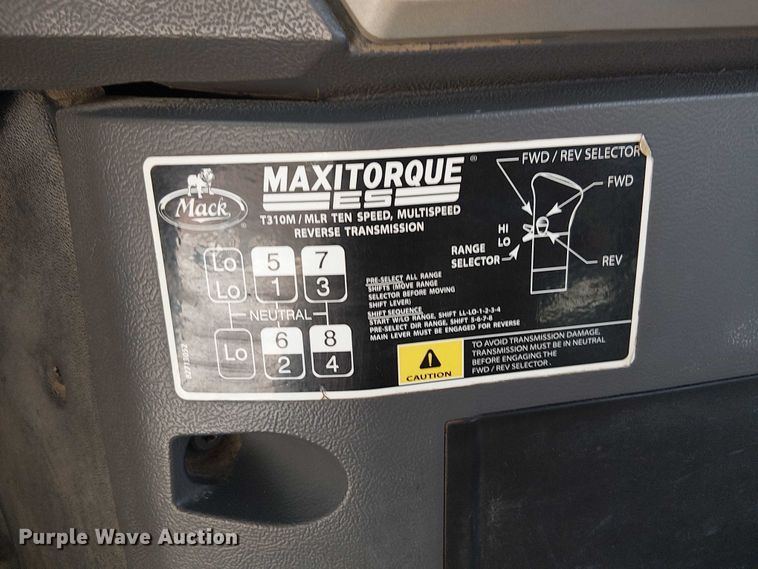 Mack
MAXITORQUE
ES
T310M / MLR TEN SPEED, MULTISPEED
REVERSE TRANSMISSION
Lo 5 7
Lo 1 3
NEUTRAL
Lo 6 8
2 4
FWD / REV SELECTOR
FWD
HI
LO
RANGE
SELECTOR
REV
PRE-SELECT ALL RANGE
SHIFTS (MOVE RANGE
SELECTOR BEFORE MOVING
SHIFT LEVER)
SHIFT SEQUENCE
START W/LO RANGE, SHIFT LL-LO-1-2-3-4
PRE-SELECT DIR RANGE, SHIFT 5-6-7-8
MAIN LEVER MUST BE ENGAGED FOR REVERSE
CAUTION
TO AVOID TRANSMISSION DAMAGE,
TRANSMISSION MUST BE IN NEUTRAL
BEFORE ENGAGING THE
FWD / REV SELECTOR.
Purple Wave Auction